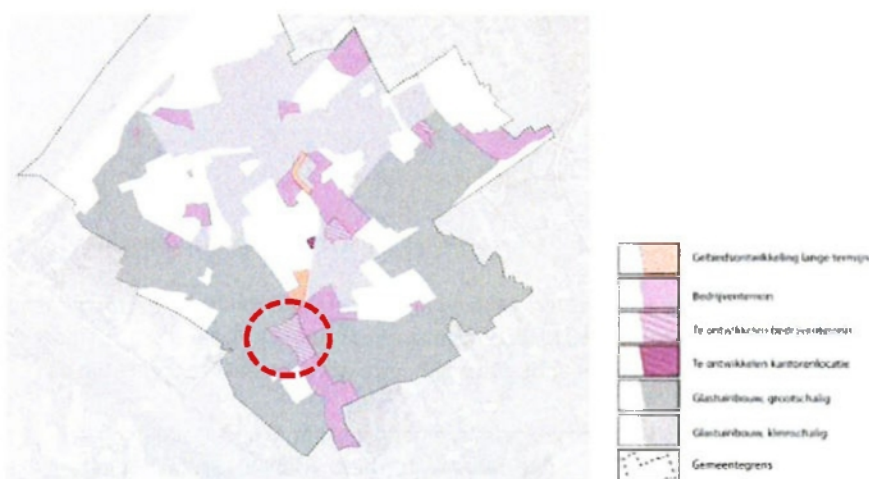 Gebiedsontwikkeling lange termijn
Bedrijventerrein
Te ontwikkelen bedrijventerrein
Te ontwikkelen kantorenlocatie
Glastuinbouw, grootschalig
Glastuinbouw, kleinschalig
Gemeentegrens